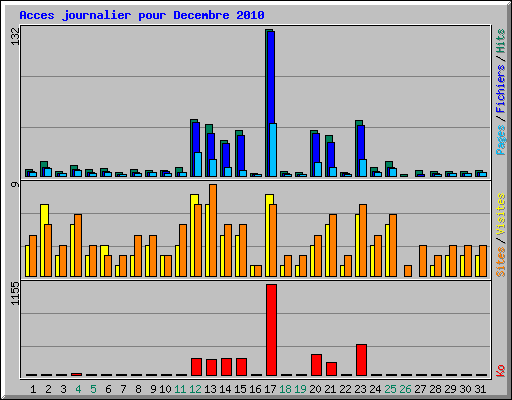 Acces journalier pour Decembre 2010
132
Pages / Fichiers / Hits
9
Sites / Visites
1155
Ko
1 2 3 4 5 6 7 8 9 10 11 12 13 14 15 16 17 18 19 20 21 22 23 24 25 26 27 28 29 30 31